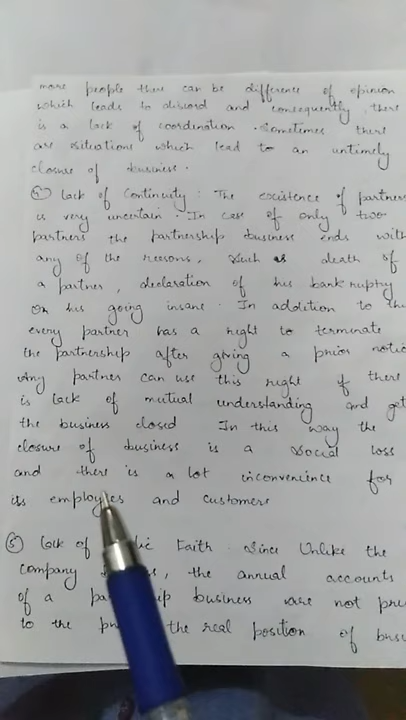 more people there can be difference of opinion
which leads to discord and consequently, there
is a lack of coordination. Sometimes there
are situations which lead to an untimely
closure of business.
④ Lack of Continuity: The existence of partners
is very uncertain. In case of only two
partners the partnership business ends with
any of the reasons, such as death of
a partner, declaration of his bankruptcy
or his going insane. In addition to th
every partner has a right to terminate
the partnership after giving a prior notic
Any partner can use this right if there
is lack of mutual understanding and get
the business closed In this way the
closure of business is a social loss
and there is a lot inconvenience for
its employees and customers
⑤ Lack of lic Faith. Since Unlike the
company , the annual accounts
of a pa ip business are not
to the the real position of